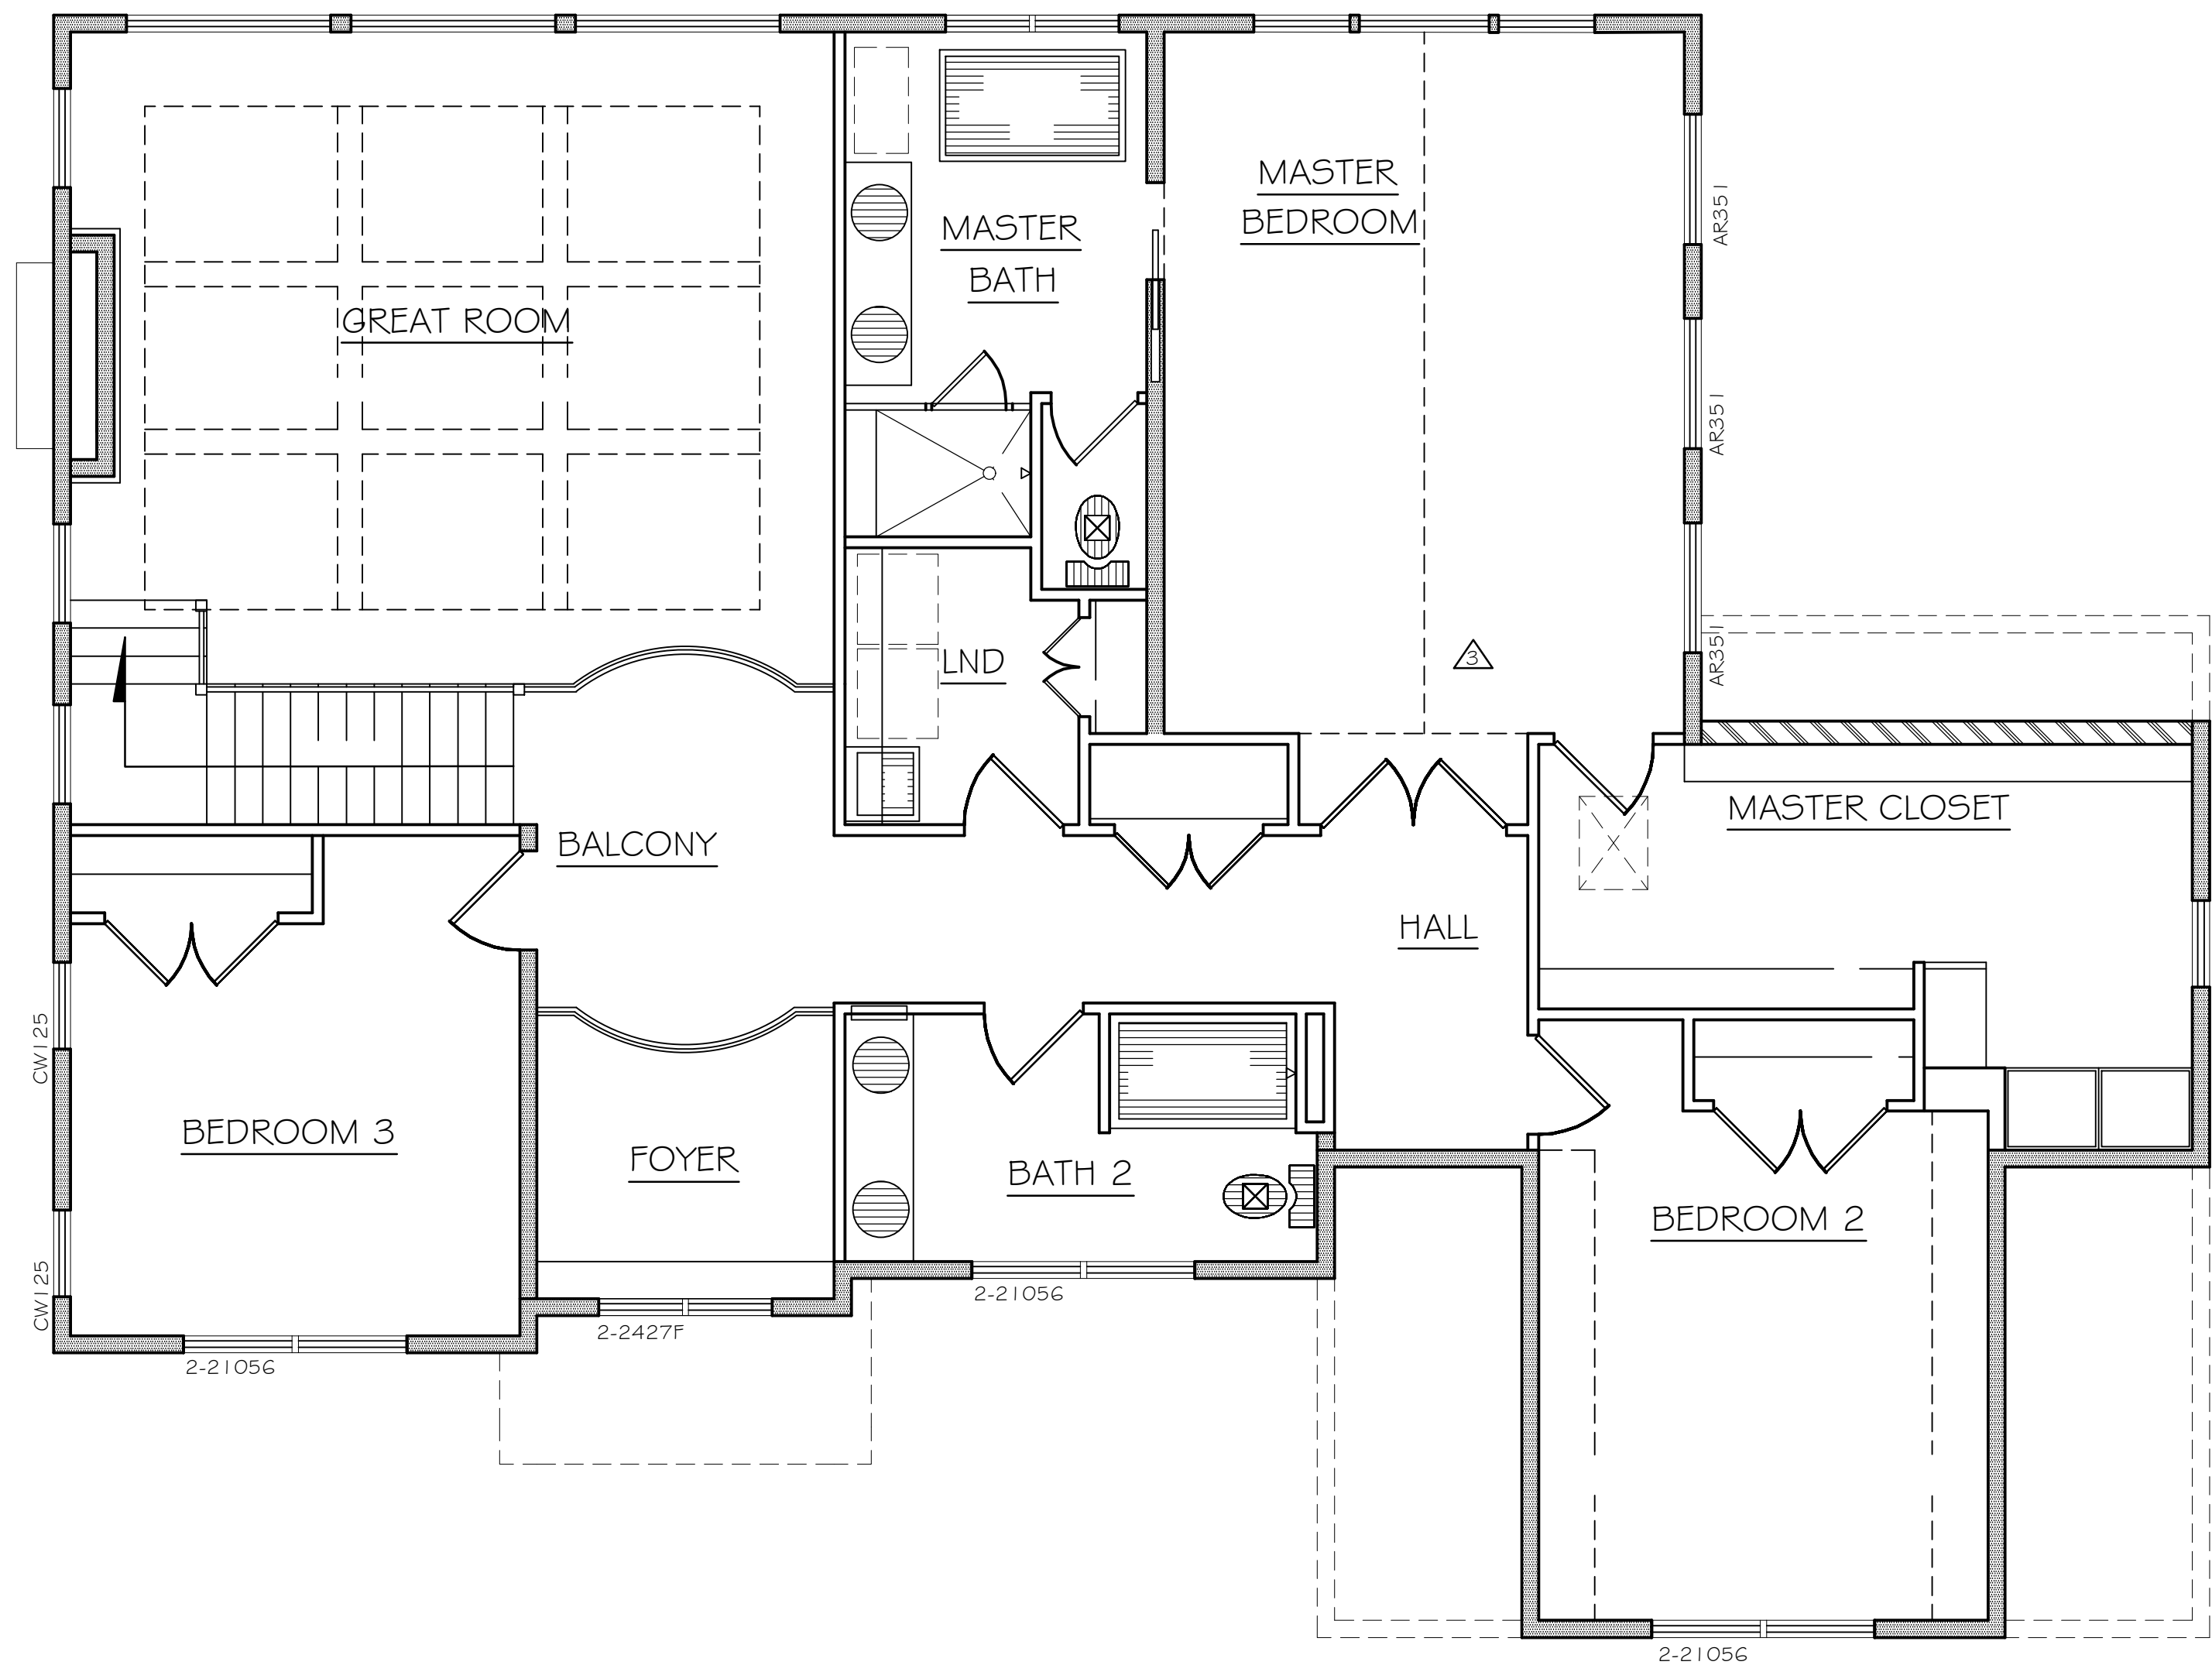 MASTER
BEDROOM
AR351
MASTER
BATH
GREAT ROOM
AR351
LND
3
AR351
MASTER CLOSET
BALCONY
HALL
CW125
BEDROOM 3
FOYER
BATH 2
BEDROOM 2
CW125
2-21056
2-2427F
2-21056
2-21056